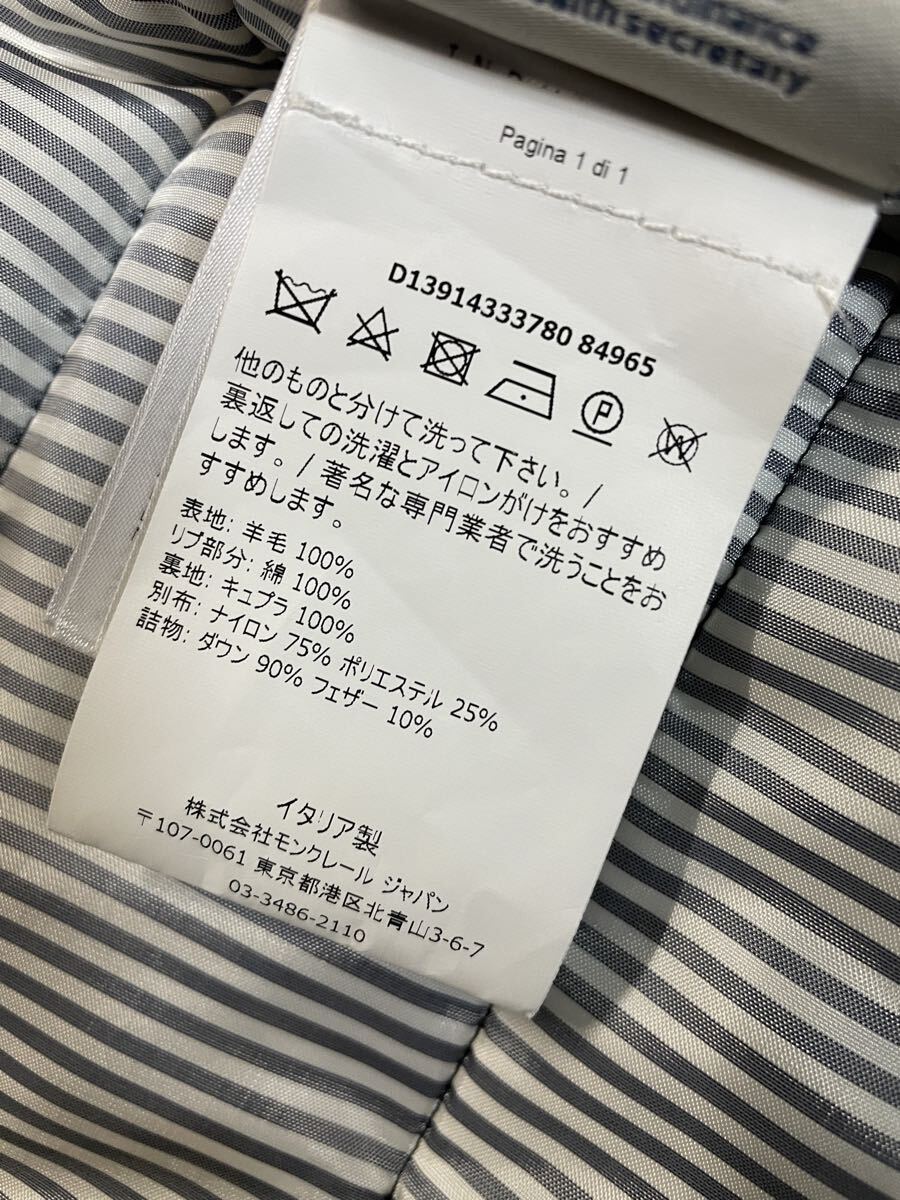 secretary
Pagina 1 di 1
D13914333780 84965
P
W
他のものと分けて洗って下さい。/
裏返しての洗濯とアイロンがけをおすすめ
します。/ 著名な専門業者で洗うことをお
すすめします。
表地: 羊毛 100%
リブ部分: 綿 100%
裏地: キュプラ 100%
別布: ナイロン 75% ポリエステル 25%
詰物: ダウン 90% フェザー 10%
イタリア製
株式会社モンクレール ジャパン
〒107-0061 東京都港区北青山3-6-7
03-3486-2110